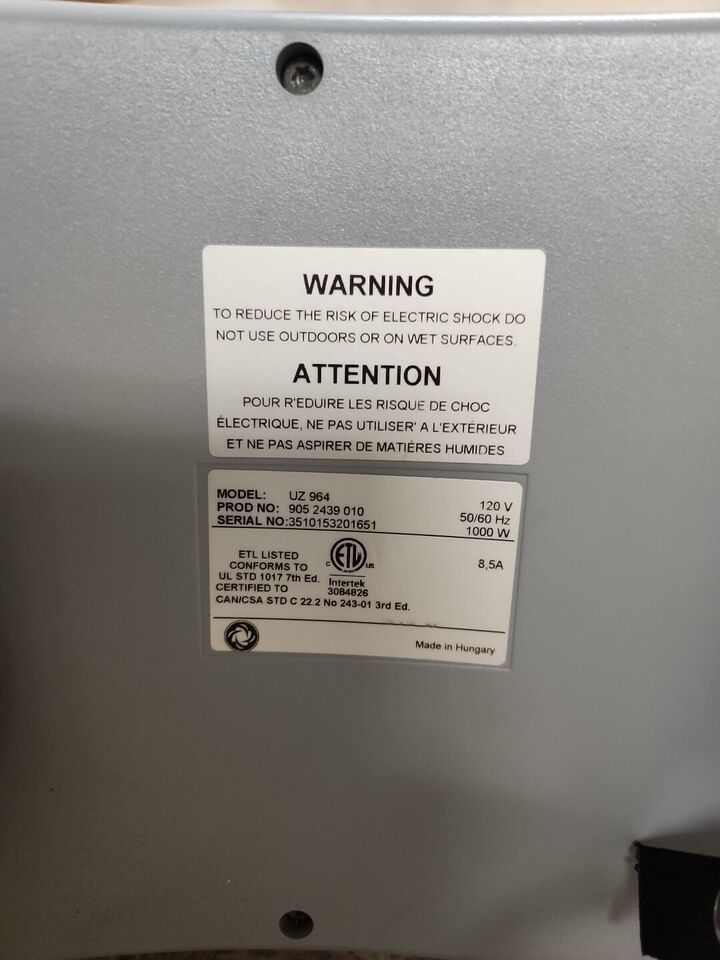 WARNING
TO REDUCE THE RISK OF ELECTRIC SHOCK DO
NOT USE OUTDOORS OR ON WET SURFACES.
ATTENTION
POUR R'EDUIRE LES RISQUE DE CHOC
ÉLECTRIQUE, NE PAS UTILISER' A L'EXTÉRIEUR
ET NE PAS ASPIRER DE MATIÈRES HUMIDES
MODEL: UZ 964
PROD NO: 905 2439 010
SERIAL NO:3510153201651
120 V
50/60 Hz
1000 W
8,5A
ETL LISTED
CONFORMS TO
UL STD 1017 7th Ed.
CERTIFIED TO
CAN/CSA STD C 22.2 No 243-01 3rd Ed.
C ETL US
Intertek
3084826
Made in Hungary